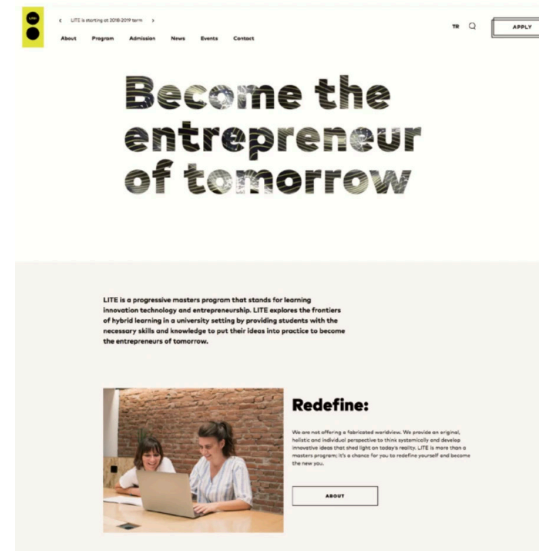 LITE
LITE is starting at 2018-2019 term
TR
APPLY
About Program Admission News Events Contact
Become the
entrepreneur
of tomorrow
LITE is a progressive masters program that stands for learning
innovation technology and entrepreneurship. LITE explores the frontiers
of hybrid learning in a university setting by providing students with the
necessary skills and knowledge to put their ideas into practice to become
the entrepreneurs of tomorrow.
Redefine:
We are not offering a fabricated worldview. We provide an original,
holistic and individual perspective to think systemically and develop
innovative ideas that shed light on today's reality. LITE is more than a
masters program; it's a chance for you to redefine yourself and become
the new you.
ABOUT